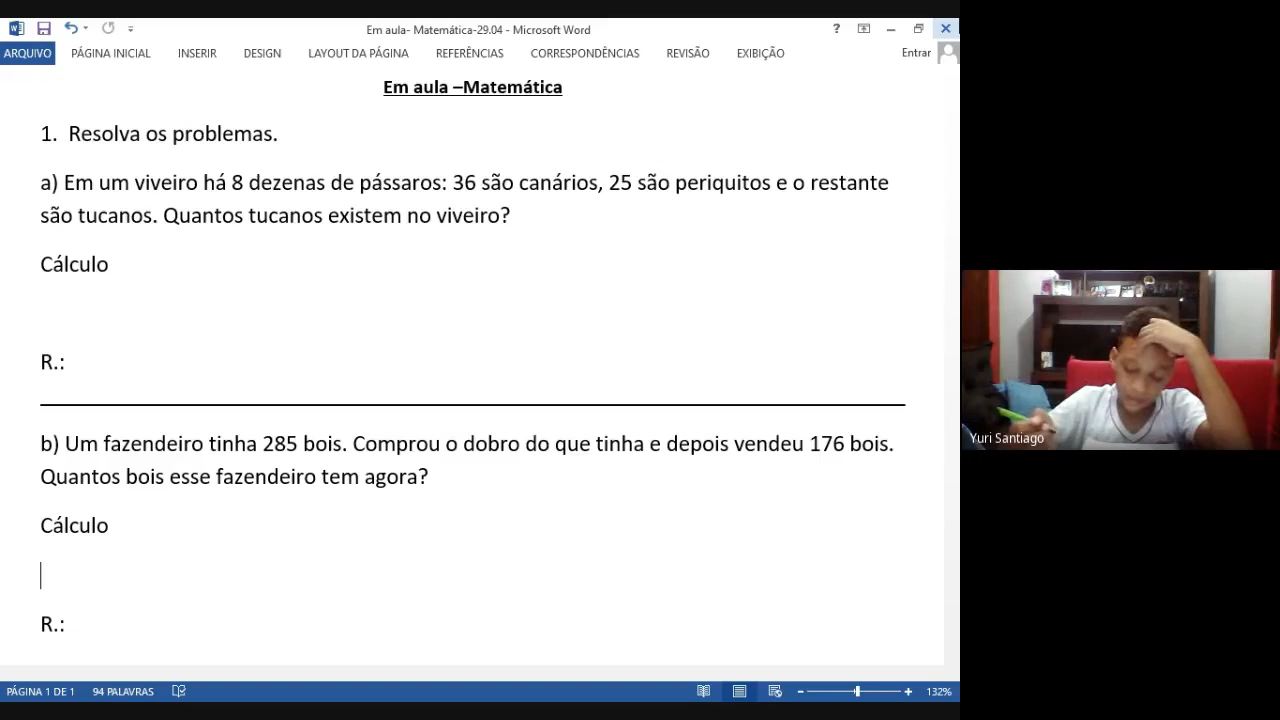 Em aula- Matemática-29.04 - Microsoft Word
?
ARQUIVO PÁGINA INICIAL INSERIR DESIGN LAYOUT DA PÁGINA REFERÊNCIAS CORRESPONDÊNCIAS REVISÃO EXIBIÇÃO Entrar
Em aula –Matemática
1. Resolva os problemas.
a) Em um viveiro há 8 dezenas de pássaros: 36 são canários, 25 são periquitos e o restante
são tucanos. Quantos tucanos existem no viveiro?
Cálculo
R.:
b) Um fazendeiro tinha 285 bois. Comprou o dobro do que tinha e depois vendeu 176 bois.
Quantos bois esse fazendeiro tem agora?
Cálculo
R.:
Yuri Santiago
PÁGINA 1 DE 1 94 PALAVRAS 132%